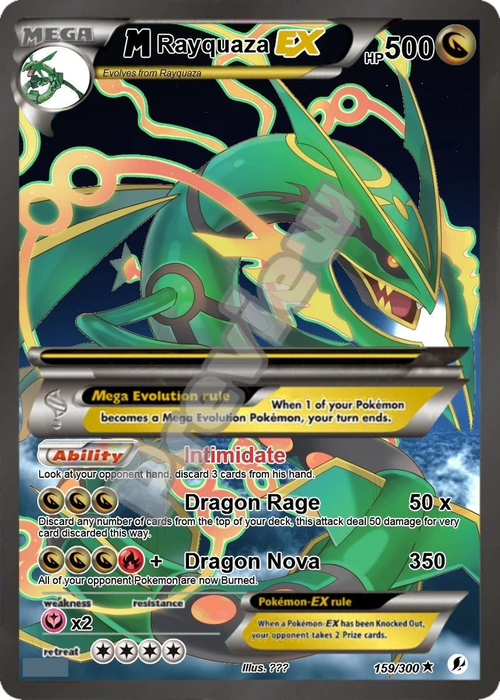 MEGA
M Rayquaza EX
HP 500
Evolves from Rayquaza
Preview
Mega Evolution rule
When 1 of your Pokémon
becomes a Mega Evolution Pokémon, your turn ends.
Ability
Intimidate
Look at your opponent hand, discard 3 cards from his hand.
Dragon Rage 50 x
Discard any number of cards from the top of your deck, this attack deal 50 damage for very
card discarded this way.
+ Dragon Nova 350
All of your opponent Pokemon are now Burned.
weakness resistance
x2
retreat
Pokémon-EX rule
When a Pokémon-EX has been Knocked Out,
your opponent takes 2 Prize cards.
Illus. ???
159/300 ★